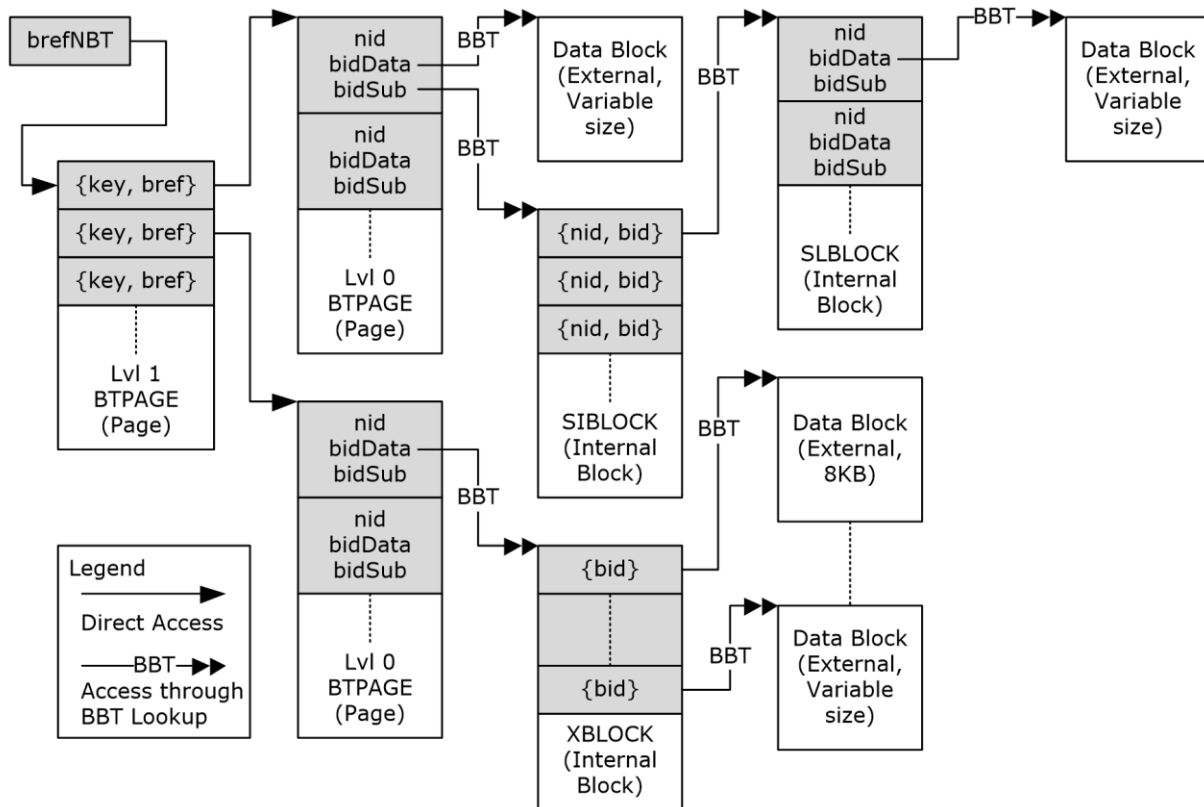 brefNBT
{key, bref}
{key, bref}
{key, bref}
Lvl 1
BTPAGE
(Page)
nid
bidData
bidSub
nid
bidData
bidSub
Lvl 0
BTPAGE
(Page)
BBT
BBT
Data Block
(External,
Variable
size)
{nid, bid}
{nid, bid}
{nid, bid}
SIBLOCK
(Internal
Block)
BBT
nid
bidData
bidSub
nid
bidData
bidSub
SLBLOCK
(Internal
Block)
BBT
Data Block
(External,
Variable
size)
nid
bidData
bidSub
nid
bidData
bidSub
Lvl 0
BTPAGE
(Page)
BBT
{bid}
{bid}
XBLOCK
(Internal
Block)
BBT
Data Block
(External,
8KB)
BBT
Data Block
(External,
Variable
size)
Legend
Direct Access
BBT
Access through
BBT Lookup